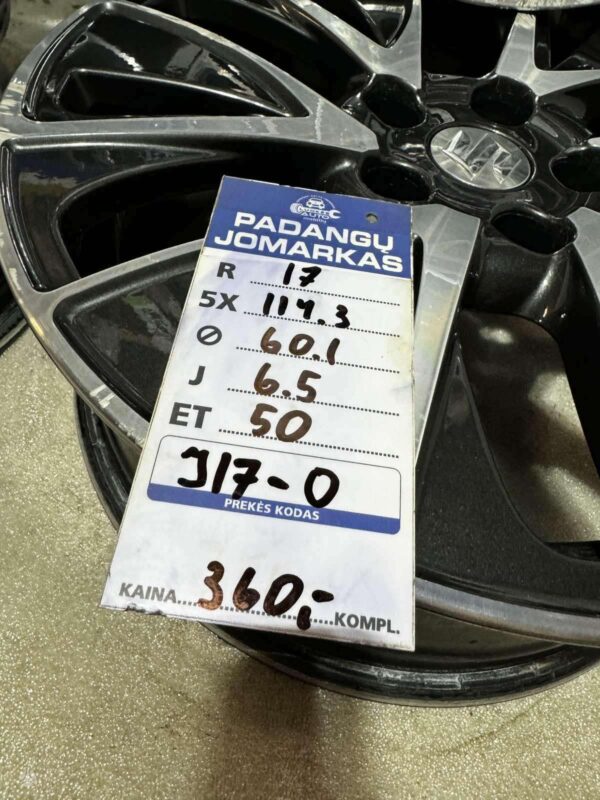 AUTO
PADANGŲ
JOMARKAS
R 17
5X 114.3
Ø 60.1
J 6.5
ET 50
J17-0
PREKĖS KODAS
KAINA...360,-...KOMPL.